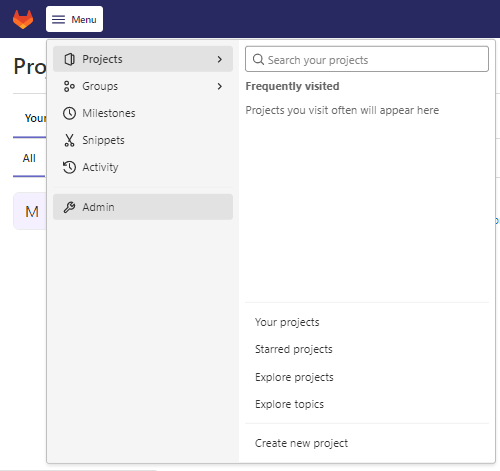 Menu
Pro
Projects
Search your projects
Groups
Frequently visited
Milestones
Projects you visit often will appear here
Your
Snippets
All
Activity
M
Admin
Your projects
Starred projects
Explore projects
Explore topics
Create new project